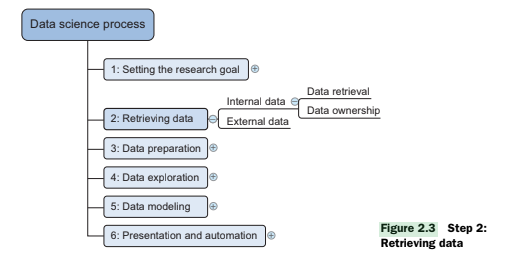 Data science process
1: Setting the research goal
2: Retrieving data
Internal data
Data retrieval
Data ownership
External data
3: Data preparation
4: Data exploration
5: Data modeling
6: Presentation and automation
Figure 2.3 Step 2:
Retrieving data